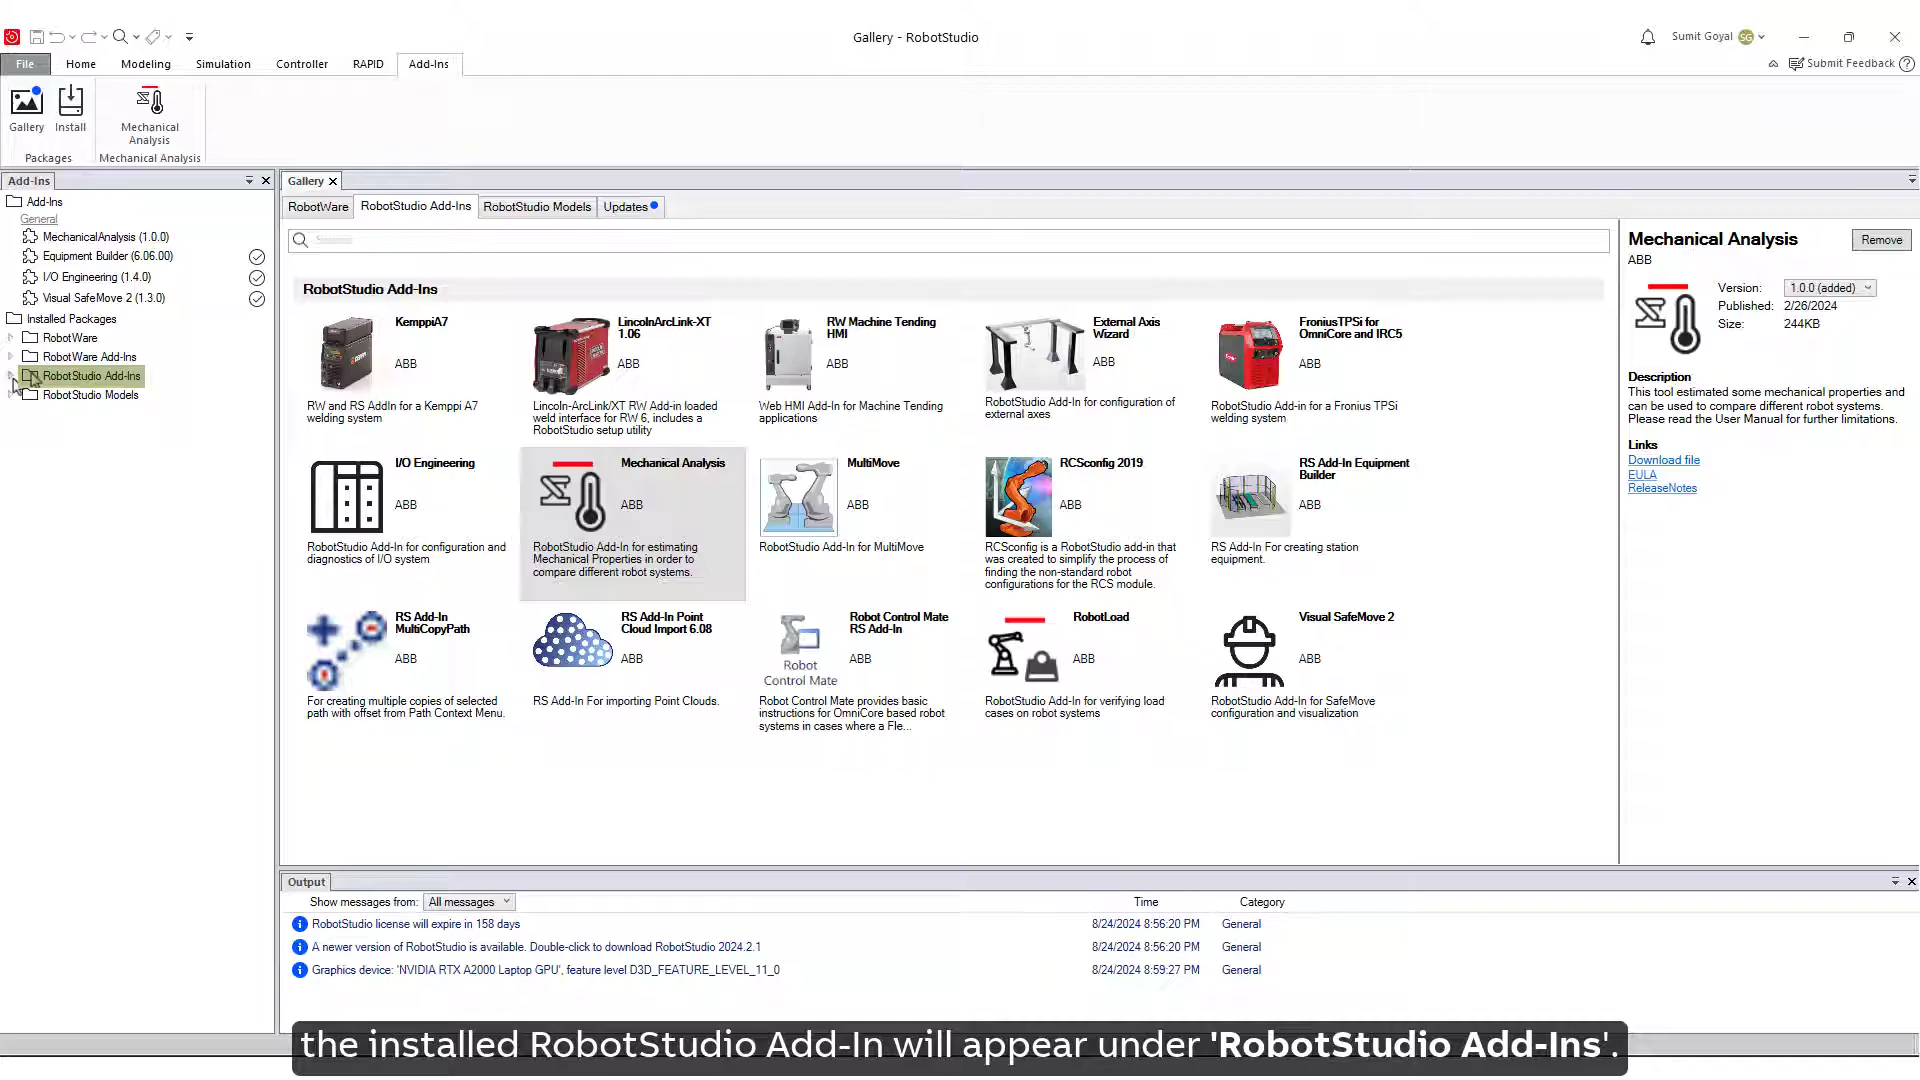 Gallery - RobotStudio
Sumit Goyal SG
File Home Modeling Simulation Controller RAPID Add-Ins
Submit Feedback ?
Gallery Install Mechanical Analysis
Packages Mechanical Analysis
Add-Ins
Add-Ins
General
MechanicalAnalysis (1.0.0)
Equipment Builder (6.06.00)
I/O Engineering (1.4.0)
Visual SafeMove 2 (1.3.0)
Installed Packages
RobotWare
RobotWare Add-Ins
RobotStudio Add-Ins
RobotStudio Models
Gallery
RobotWare RobotStudio Add-Ins RobotStudio Models Updates
RobotStudio Add-Ins
KemppiA7
ABB
RW and RS AddIn for a Kemppi A7
welding system
LincolnArcLink-XT
1.06
ABB
Lincoln-ArcLink/XT RW Add-in loaded
weld interface for RW 6, includes a
RobotStudio setup utility
RW Machine Tending
HMI
ABB
Web HMI Add-In for Machine Tending
applications
External Axis
Wizard
ABB
RobotStudio Add-In for configuration of
external axes
FroniusTPSi for
OmniCore and IRC5
ABB
RobotStudio Add-in for a Fronius TPSi
welding system
I/O Engineering
ABB
RobotStudio Add-In for configuration and
diagnostics of I/O system
Mechanical Analysis
ABB
RobotStudio Add-In for estimating
Mechanical Properties in order to
compare different robot systems.
MultiMove
ABB
RobotStudio Add-In for MultiMove
RCSconfig 2019
ABB
RCSconfig is a RobotStudio add-in that
was created to simplify the process of
finding the non-standard robot
configurations for the RCS module.
RS Add-In Equipment
Builder
ABB
RS Add-In For creating station
equipment.
RS Add-In
MultiCopyPath
ABB
For creating multiple copies of selected
path with offset from Path Context Menu.
RS Add-In Point
Cloud Import 6.08
ABB
RS Add-In For importing Point Clouds.
Robot
Control Mate
Robot Control Mate
RS Add-In
ABB
Robot Control Mate provides basic
instructions for OmniCore based robot
systems in cases where a Fle...
RobotLoad
ABB
RobotStudio Add-In for verifying load
cases on robot systems
Visual SafeMove 2
ABB
RobotStudio Add-In for SafeMove
configuration and visualization
Mechanical Analysis Remove
ABB
Version: 1.0.0 (added)
Published: 2/26/2024
Size: 244KB
Description
This tool estimated some mechanical properties and
can be used to compare different robot systems.
Please read the User Manual for further limitations.
Links
Download file
EULA
ReleaseNotes
Output
Show messages from: All messages Time Category
RobotStudio license will expire in 158 days 8/24/2024 8:56:20 PM General
A newer version of RobotStudio is available. Double-click to download RobotStudio 2024.2.1 8/24/2024 8:56:20 PM General
Graphics device: 'NVIDIA RTX A2000 Laptop GPU', feature level D3D_FEATURE_LEVEL_11_0 8/24/2024 8:59:27 PM General
the installed RobotStudio Add-In will appear under 'RobotStudio Add-Ins'.